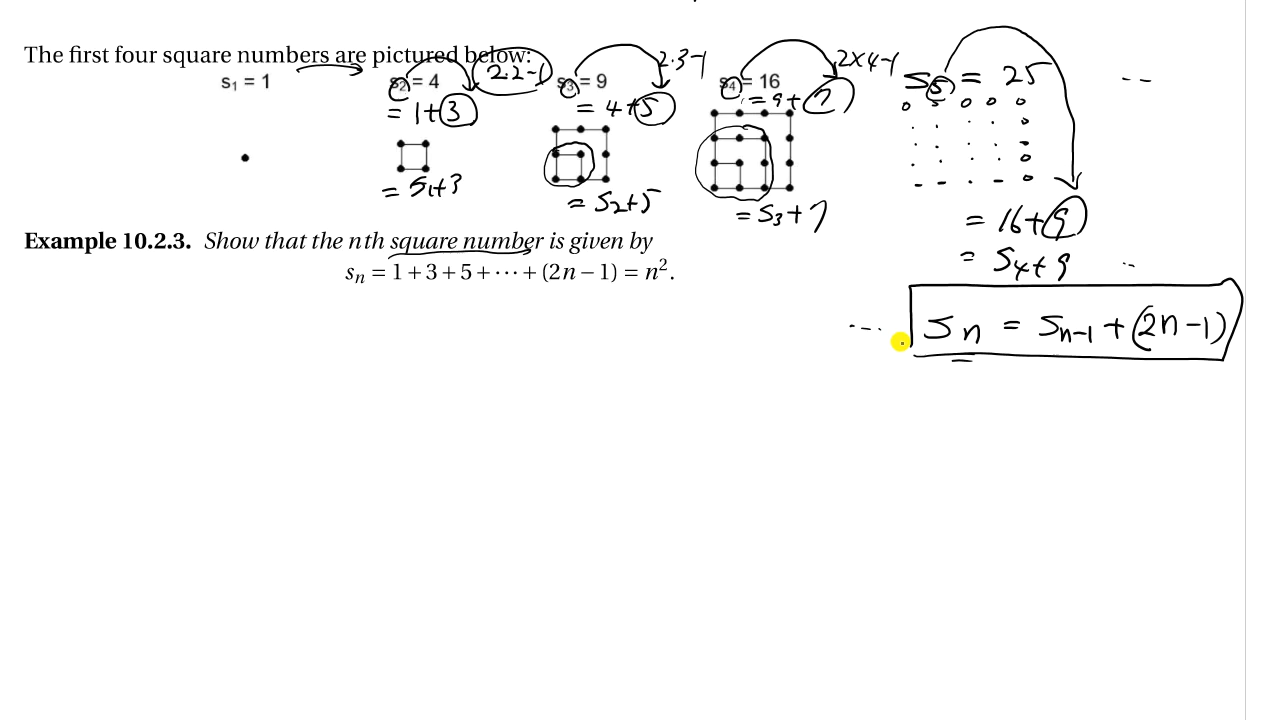 The first four square numbers are pictured below:
s₁ = 1
s₂ = 4
2·2-1
= 1+3
= s₁+3
s₃ = 9
2·3-1
= 4+5
= s₂+5
s₄ = 16
2×4-1
= 9+7
= s₃+7
s₅ = 25
= 16+9
= s₄+9
Example 10.2.3. Show that the nth square number is given by
sₙ = 1+3+5+⋯+(2n−1) = n².
... sₙ = sₙ₋₁ + (2n-1)